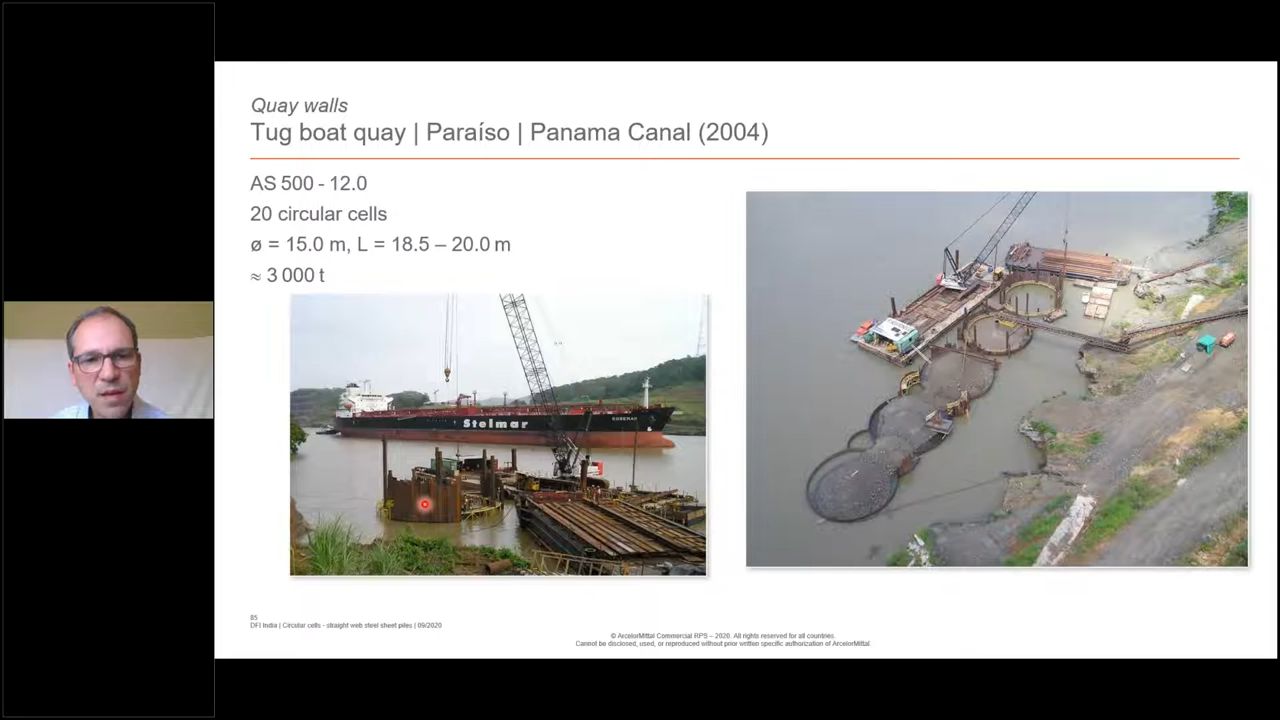 Quay walls
Tug boat quay | Paraíso | Panama Canal (2004)
AS 500 - 12.0
20 circular cells
ø = 15.0 m, L = 18.5 – 20.0 m
≈ 3 000 t
Stelmar
85
DFI India | Circular cells - straight web steel sheet piles | 09/2020
© ArcelorMittal Commercial RPS – 2020. All rights reserved for all countries.
Cannot be disclosed, used, or reproduced without prior written specific authorization of ArcelorMittal.